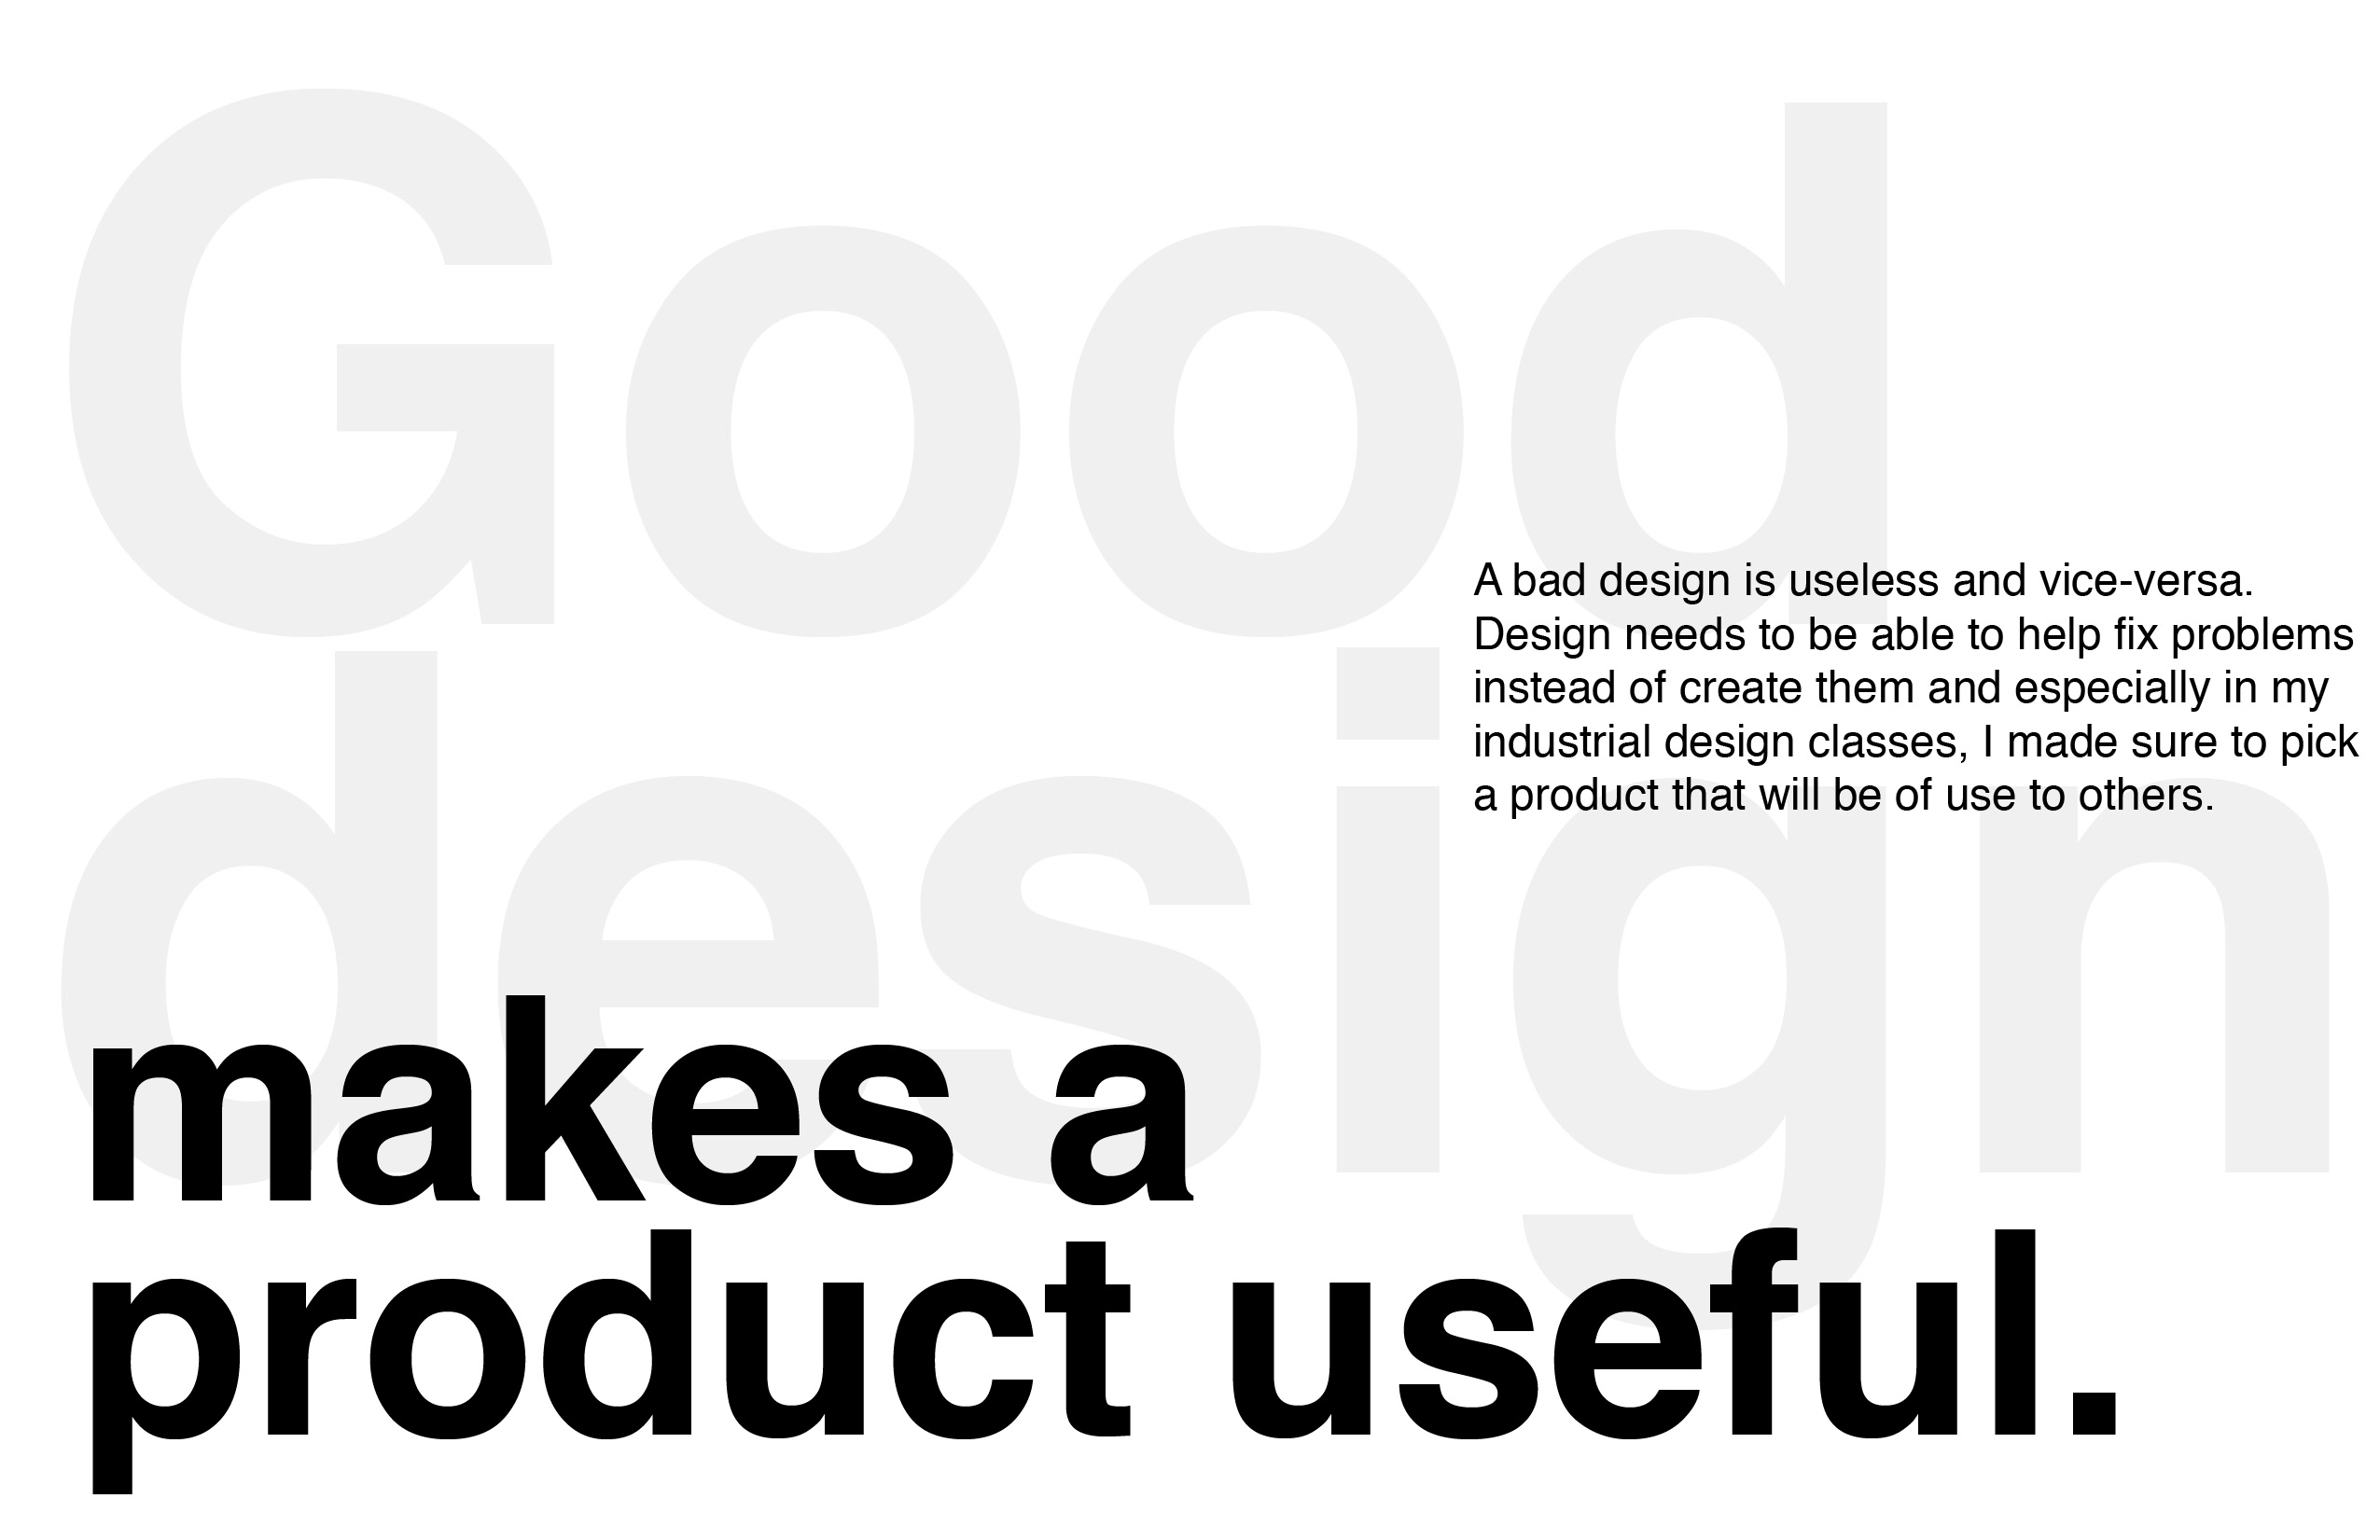 Good
design
A bad design is useless and vice-versa.
Design needs to be able to help fix problems
instead of create them and especially in my
industrial design classes, I made sure to pick
a product that will be of use to others.
makes a
product useful.